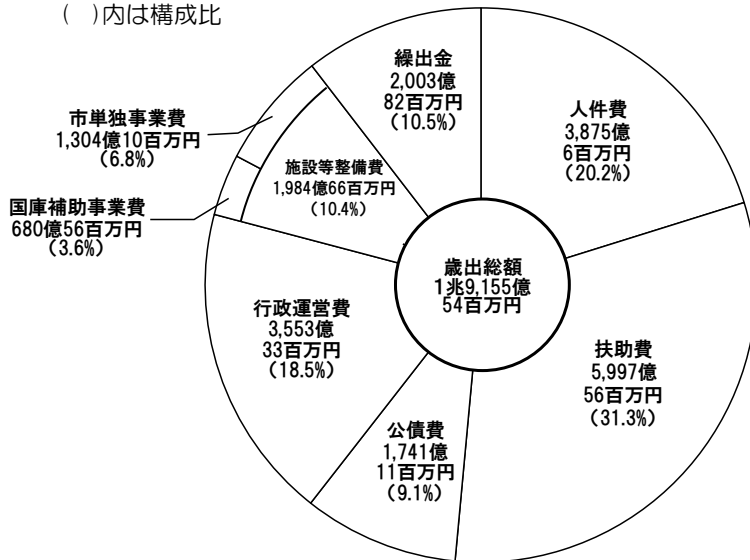 (　)内は構成比
繰出金
2,003億
82百万円
(10.5%)
人件費
3,875億
6百万円
(20.2%)
市単独事業費
1,304億10百万円
(6.8%)
施設等整備費
1,984億66百万円
(10.4%)
国庫補助事業費
680億56百万円
(3.6%)
歳出総額
1兆9,155億
54百万円
行政運営費
3,553億
33百万円
(18.5%)
扶助費
5,997億
56百万円
(31.3%)
公債費
1,741億
11百万円
(9.1%)